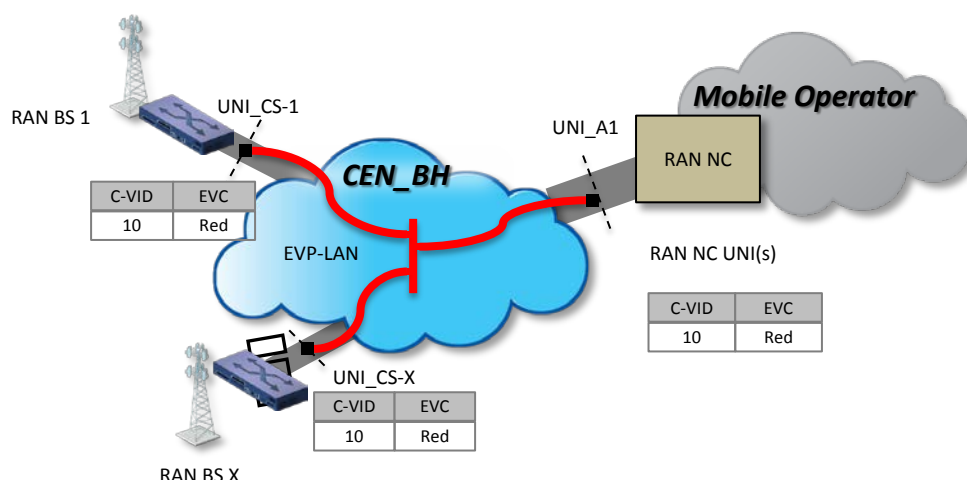 Mobile Operator
RAN BS 1
UNI_CS-1
UNI_A1
RAN NC
CEN_BH
C-VID EVC
10 Red
EVP-LAN
RAN NC UNI(s)
C-VID EVC
10 Red
UNI_CS-X
C-VID EVC
10 Red
RAN BS X